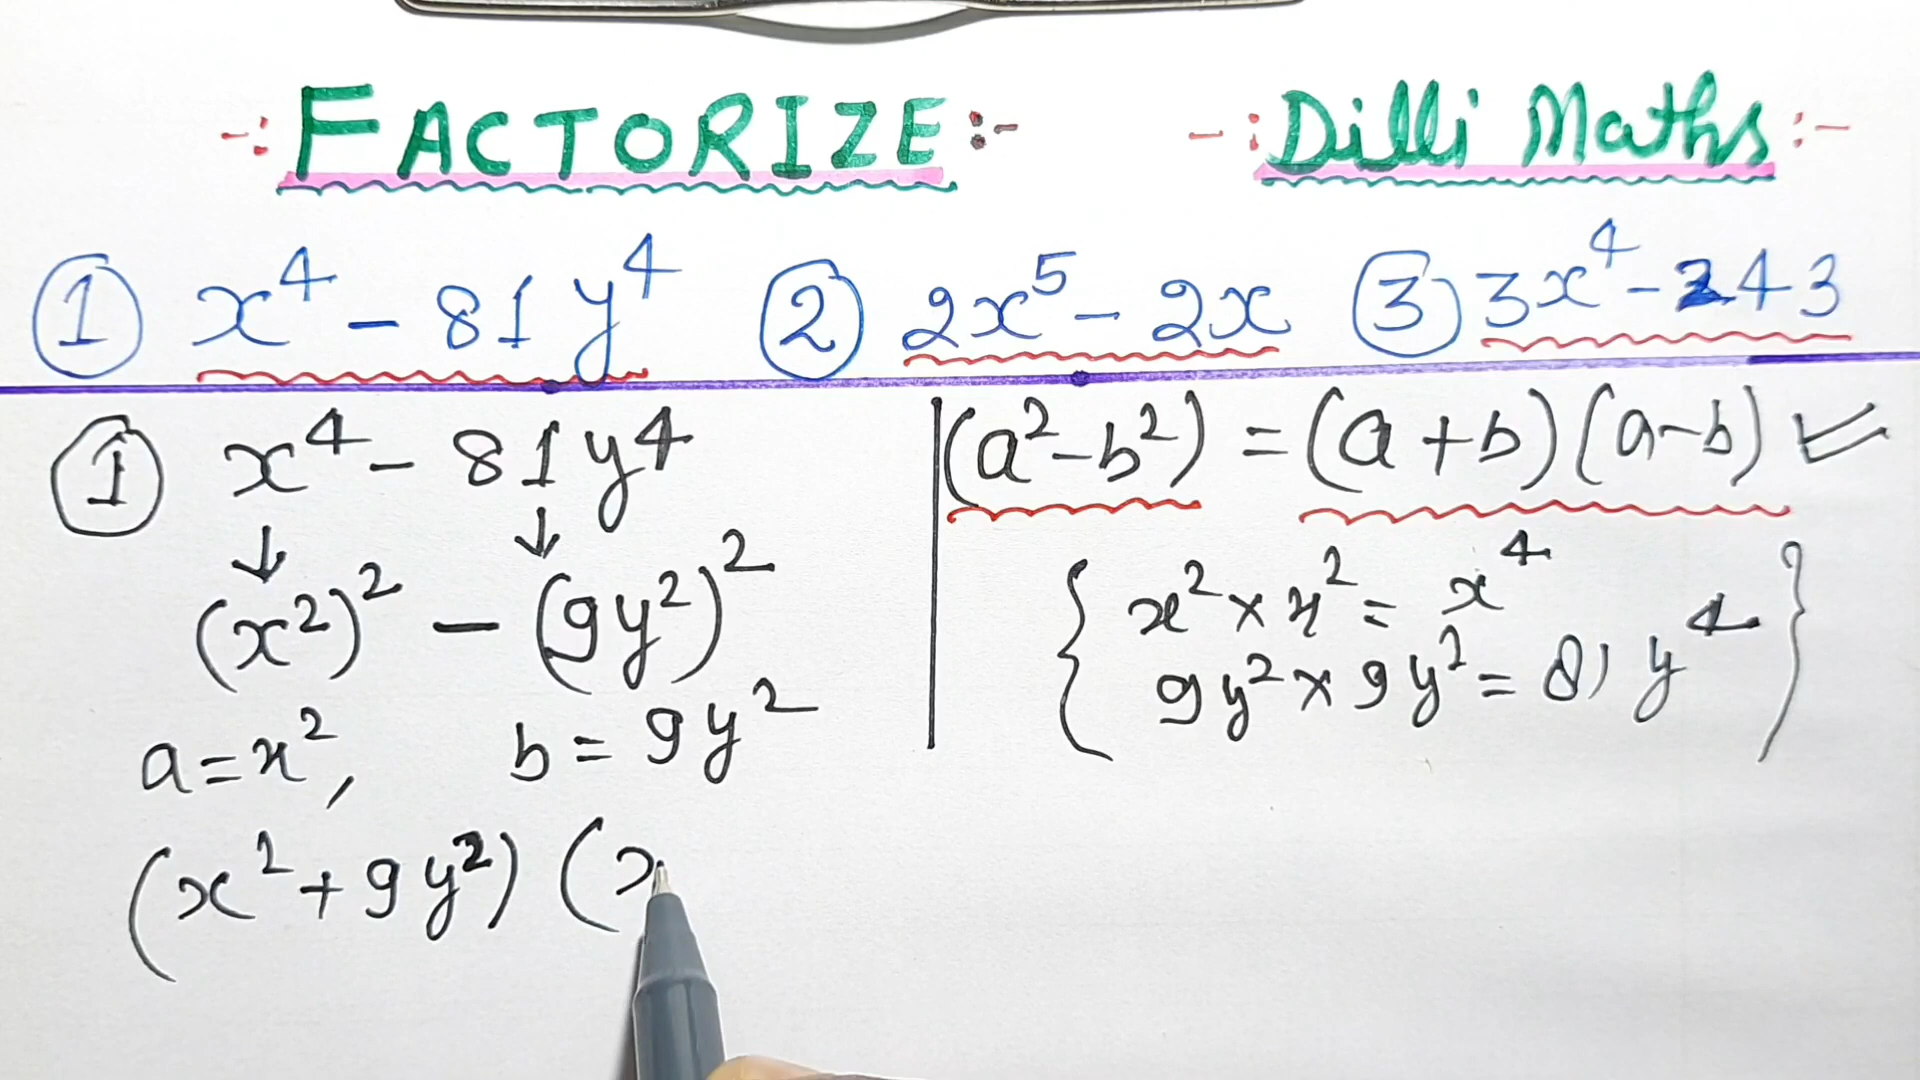 -: FACTORIZE :- -: Dilli Maths :-
① x⁴ - 81y⁴ ② 2x⁵ - 2x ③ 3x⁴ - 243
① x⁴ - 81y⁴
↓ ↓
(x²)² - (9y²)²
a = x², b = 9y²
(x² + 9y²) (x
(a² - b²) = (a + b) (a - b)
{ x² × x² = x⁴
9y² × 9y² = 81y⁴ }